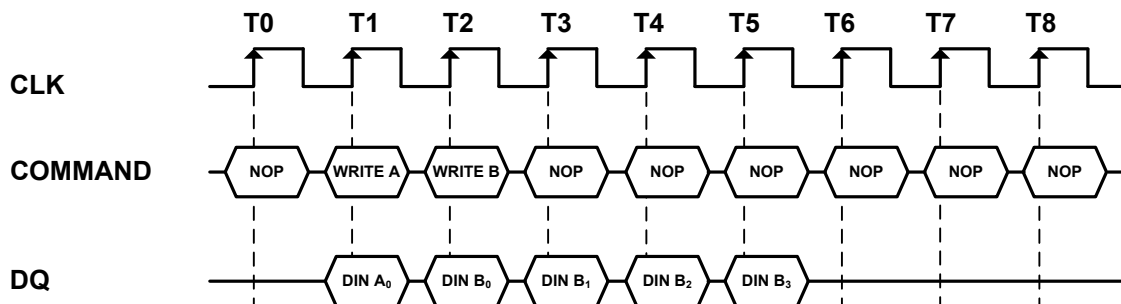 T0 T1 T2 T3 T4 T5 T6 T7 T8
CLK
COMMAND NOP WRITE A WRITE B NOP NOP NOP NOP NOP NOP
DQ DIN A₀ DIN B₀ DIN B₁ DIN B₂ DIN B₃